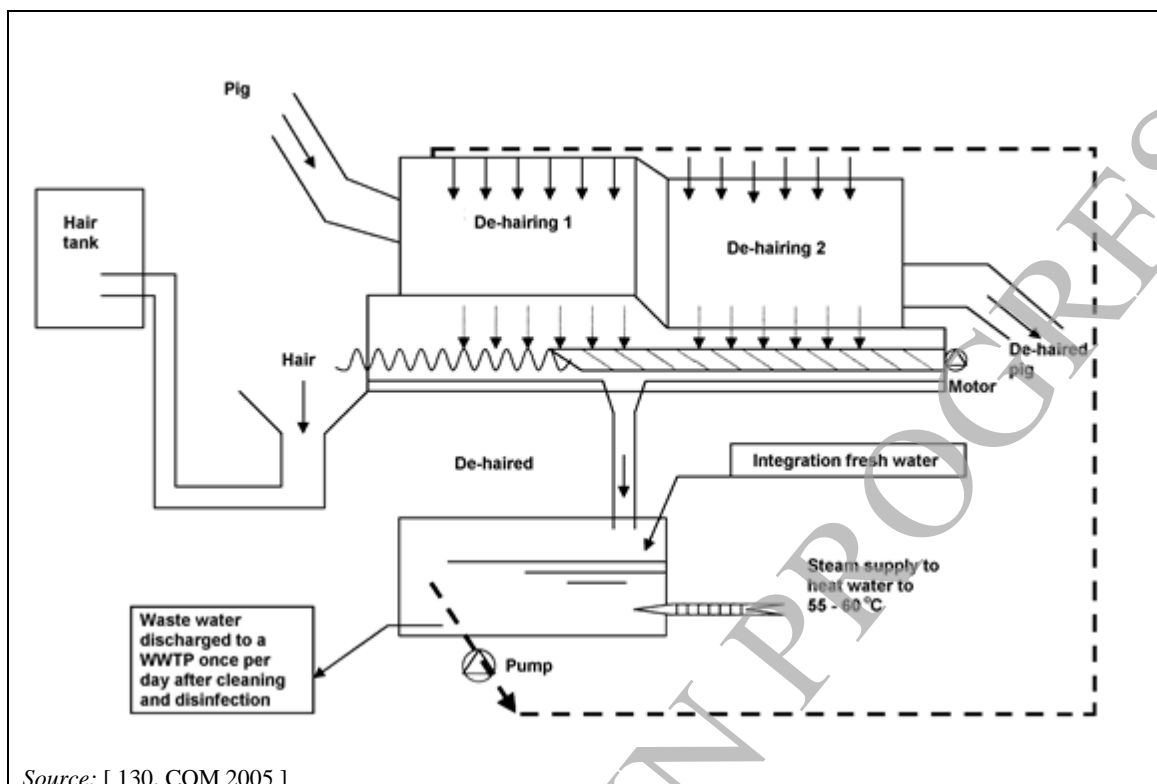 Pig
Hair
tank
De-hairing 1
De-hairing 2
Hair
De-haired
pig
Motor
De-haired
Integration fresh water
Steam supply to
heat water to
55 - 60 °C
Waste water
discharged to a
WWTP once per
day after cleaning
and disinfection
Pump
Source: [ 130, COM 2005 ]
N PROGRES